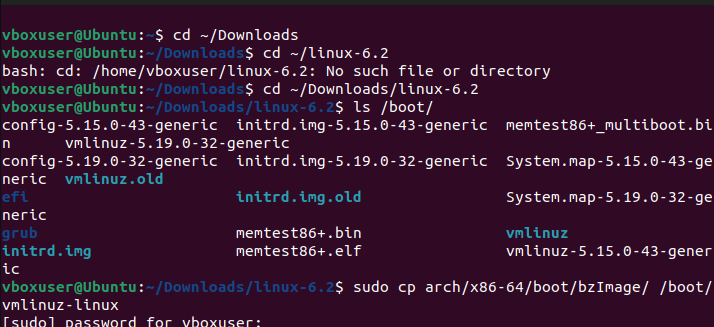 vboxuser@Ubuntu:~$ cd ~/Downloads
vboxuser@Ubuntu:~/Downloads$ cd ~/linux-6.2
bash: cd: /home/vboxuser/linux-6.2: No such file or directory
vboxuser@Ubuntu:~/Downloads$ cd ~/Downloads/linux-6.2
vboxuser@Ubuntu:~/Downloads/linux-6.2$ ls /boot/
config-5.15.0-43-generic  initrd.img-5.15.0-43-generic  memtest86+_multiboot.bi
n     vmlinuz-5.19.0-32-generic
config-5.19.0-32-generic  initrd.img-5.19.0-32-generic  System.map-5.15.0-43-ge
neric  vmlinuz.old
efi                       initrd.img.old                System.map-5.19.0-32-ge
neric
grub                      memtest86+.bin                vmlinuz
initrd.img                memtest86+.elf                vmlinuz-5.15.0-43-gener
ic
vboxuser@Ubuntu:~/Downloads/linux-6.2$ sudo cp arch/x86-64/boot/bzImage/ /boot/
vmlinuz-linux
[sudo] password for vboxuser: